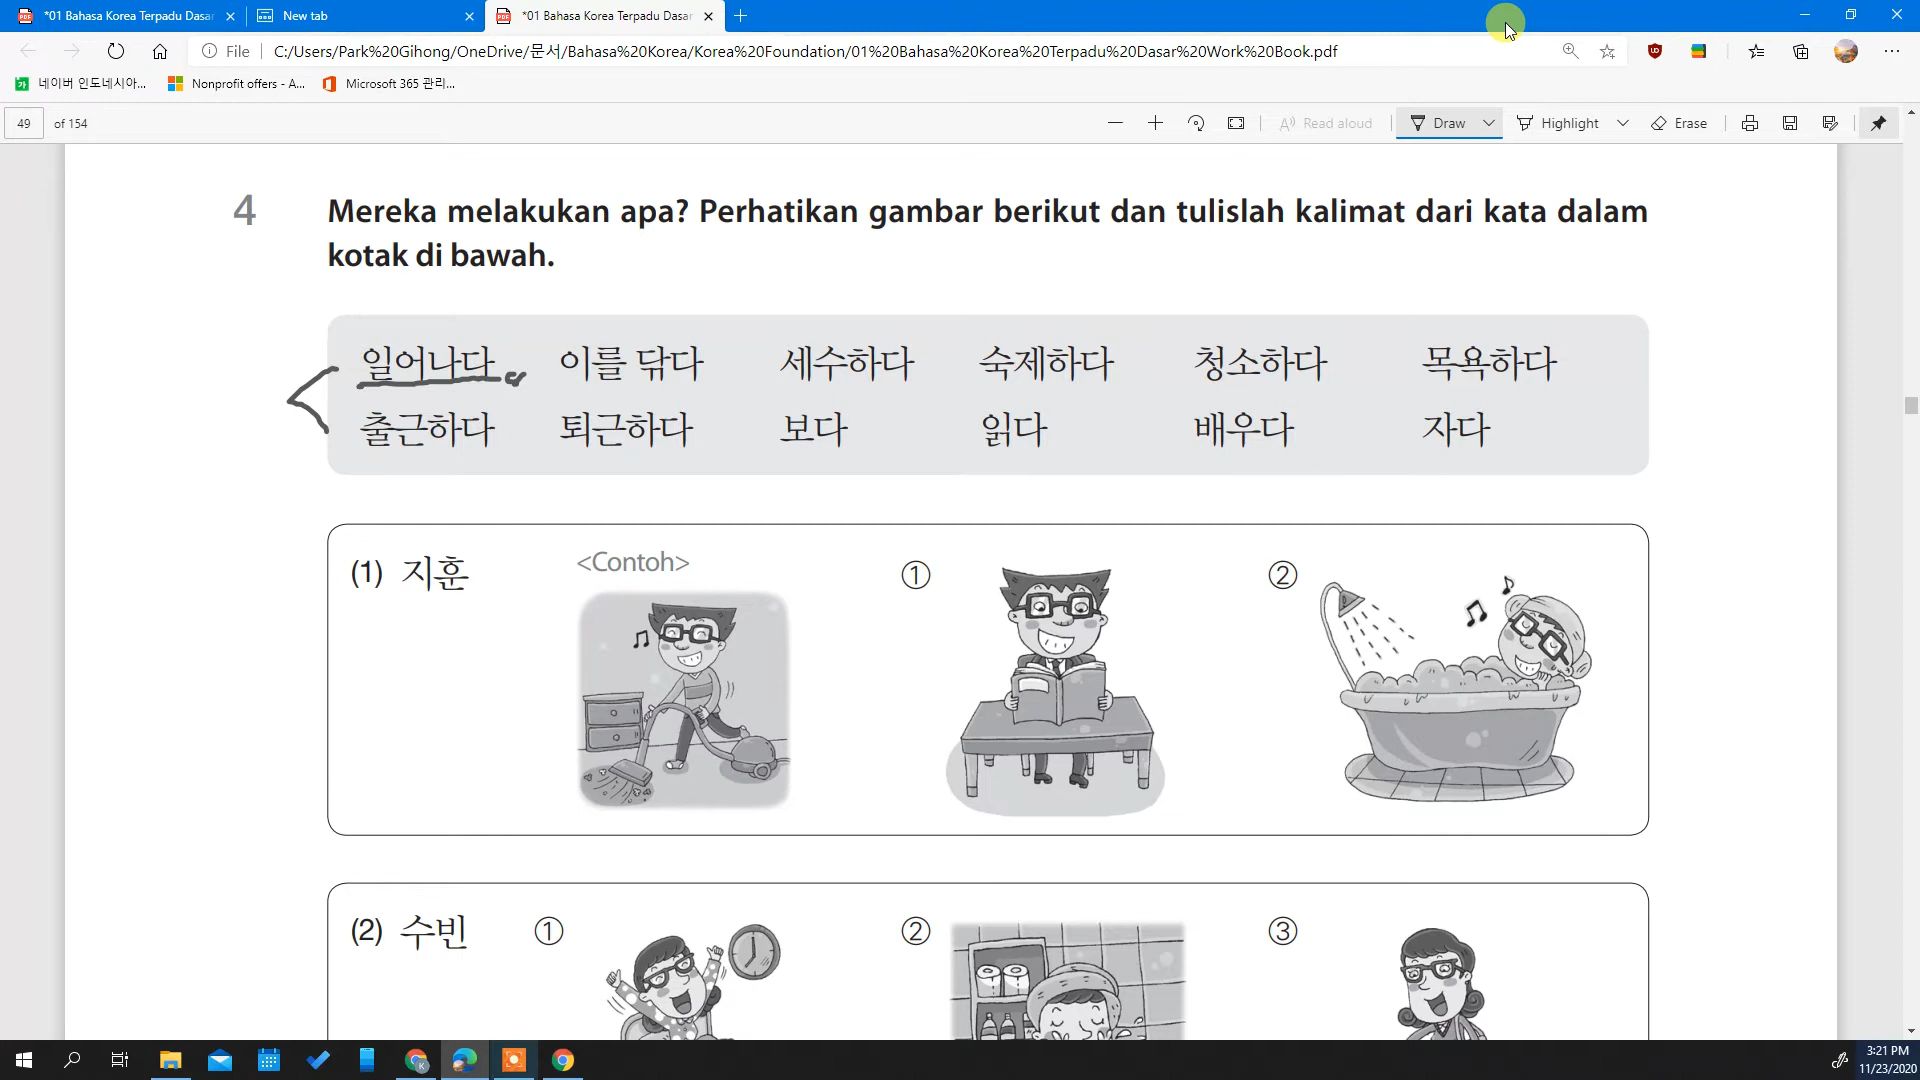 *01 Bahasa Korea Terpadu Dasar
New tab
*01 Bahasa Korea Terpadu Dasar
File
C:/Users/Park%20Gihong/OneDrive/문서/Bahasa%20Korea/Korea%20Foundation/01%20Bahasa%20Korea%20Terpadu%20Dasar%20Work%20Book.pdf
네이버 인도네시아... Nonprofit offers - A... Microsoft 365 관리...
49 of 154 Read aloud Draw Highlight Erase
4 Mereka melakukan apa? Perhatikan gambar berikut dan tulislah kalimat dari kata dalam
kotak di bawah.
일어나다 이를 닦다 세수하다 숙제하다 청소하다 목욕하다
출근하다 퇴근하다 보다 읽다 배우다 자다
(1) 지훈 <Contoh> ① ②
(2) 수빈 ① ② ③
3:21 PM
11/23/2020